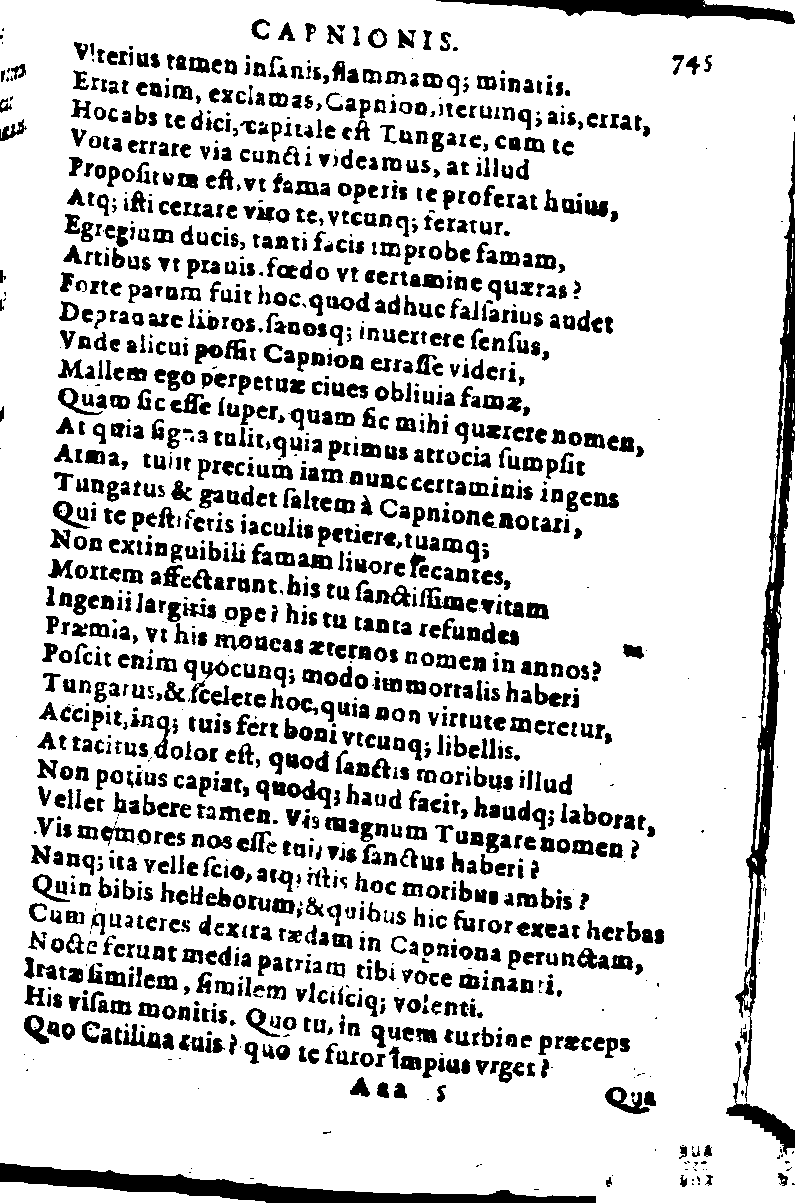 CAPNIONIS.
745
Vlterius tamen inſanis, flammamq; minatis.
Errat enim, exclamas, Capnion, iterumq; ais, errat,
Hoc abs te dici, capitale eſt Tungare, cum te
Vota errare via cuncti videamus, at illud
Propoſitum eſt, vt fama operis te proferat huius,
Atq; iſti certare viro te, vtcunq; feratur.
Egregium ducis, tanti facis improbe famam,
Artibus vt prauis. fœdo vt certamine quæras?
Forte parum fuit hoc, quod adhuc falſarius audet
Deprauare libros. ſanosq; inuertere ſenſus,
Vnde alicui poſſit Capnion erraſſe videri,
Mallem ego perpetuæ ciues obliuia famæ,
Quam ſic eſſe ſuper, quam ſic mihi quærere nomen,
At quia ſigna tulit, quia primus atrocia ſumpſit
Arma, tulit precium iam nunc certaminis ingens
Tungarus & gaudet ſaltem à Capnione notari,
Qui te peſtiferis iaculis petiere, tuamq;
Non extinguibili famam liuore ſecantes,
Mortem affectarunt. his tu ſanctiſſime vitam
Ingenii largiris ope? his tu tanta refundes
Præmia, vt his moneas æternos nomen in annos?
Poſcit enim quocunq; modo immortalis haberi
Tungarus, & ſcelere hoc, quia non virtute meretur,
Accipit, inq; tuis fert boni vtcunq; libellis.
At tacitus dolor eſt, quod ſanctis moribus illud
Non potius capiat, quodq; haud facit, haudq; laborat,
Vellet habere tamen. Vis magnum Tungare nomen?
Vis memores nos eſſe tui, vis ſanctus haberi?
Nanq; ita velle ſcio, atq; iſtis hoc moribus ambis?
Quin bibis helleborum, & quibus hic furor exeat herbas
Cum quateres dextra tædam in Capniona perunctam,
Nocte ferunt media patriam tibi voce minanti,
Iratæ ſimilem, ſimilem vlciſciq; volenti.
His viſam monitis. Quo tu, in quem turbine præceps
Quo Catilina ruis? quo te furor impius vrget?
Aaa 5
Qua